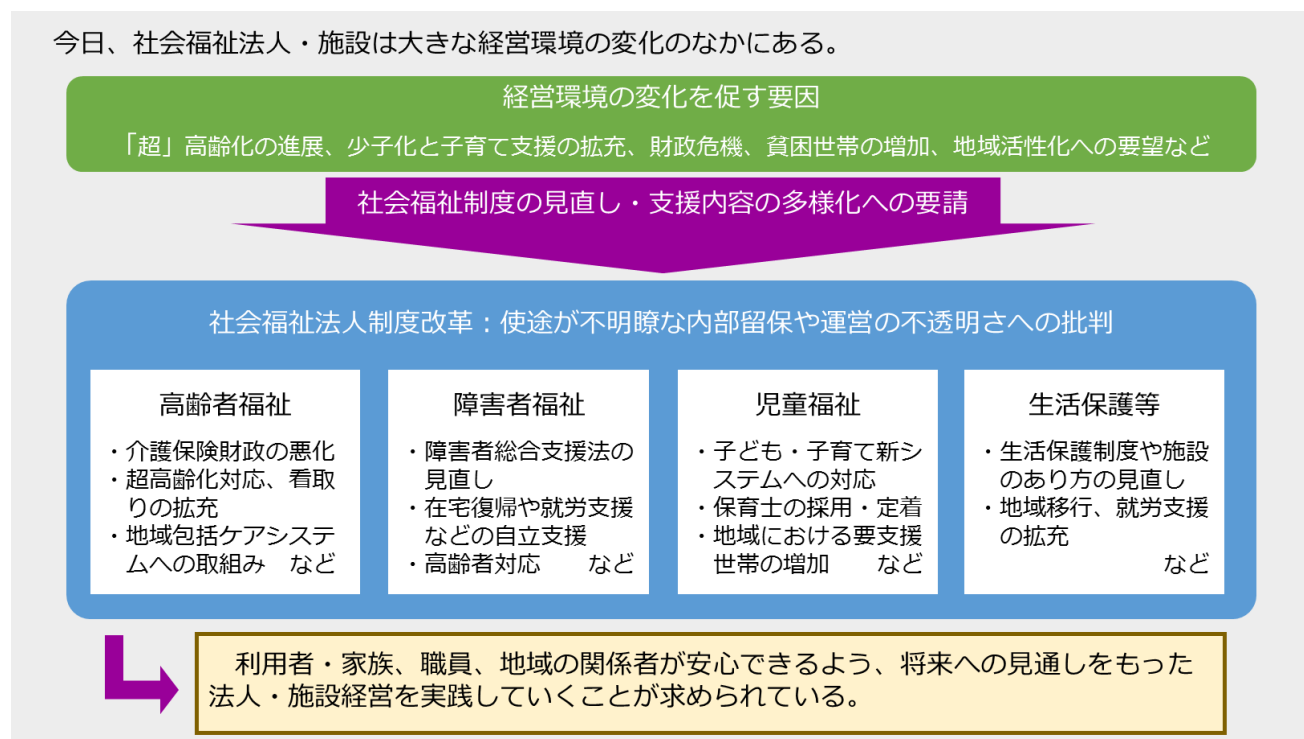 今日、社会福祉法人・施設は大きな経営環境の変化のなかにある。
経営環境の変化を促す要因
「超」高齢化の進展、少子化と子育て支援の拡充、財政危機、貧困世帯の増加、地域活性化への要望など
社会福祉制度の見直し・支援内容の多様化への要請
社会福祉法人制度改革：使途が不明瞭な内部留保や運営の不透明さへの批判
高齢者福祉
・介護保険財政の悪化
・超高齢化対応、看取
りの拡充
・地域包括ケアシステ
ムへの取組み　など
障害者福祉
・障害者総合支援法の
見直し
・在宅復帰や就労支援
などの自立支援
・高齢者対応　　など
児童福祉
・子ども・子育て新シ
ステムへの対応
・保育士の採用・定着
・地域における要支援
世帯の増加　　など
生活保護等
・生活保護制度や施設
のあり方の見直し
・地域移行、就労支援
の拡充
など
利用者・家族、職員、地域の関係者が安心できるよう、将来への見通しをもった
法人・施設経営を実践していくことが求められている。